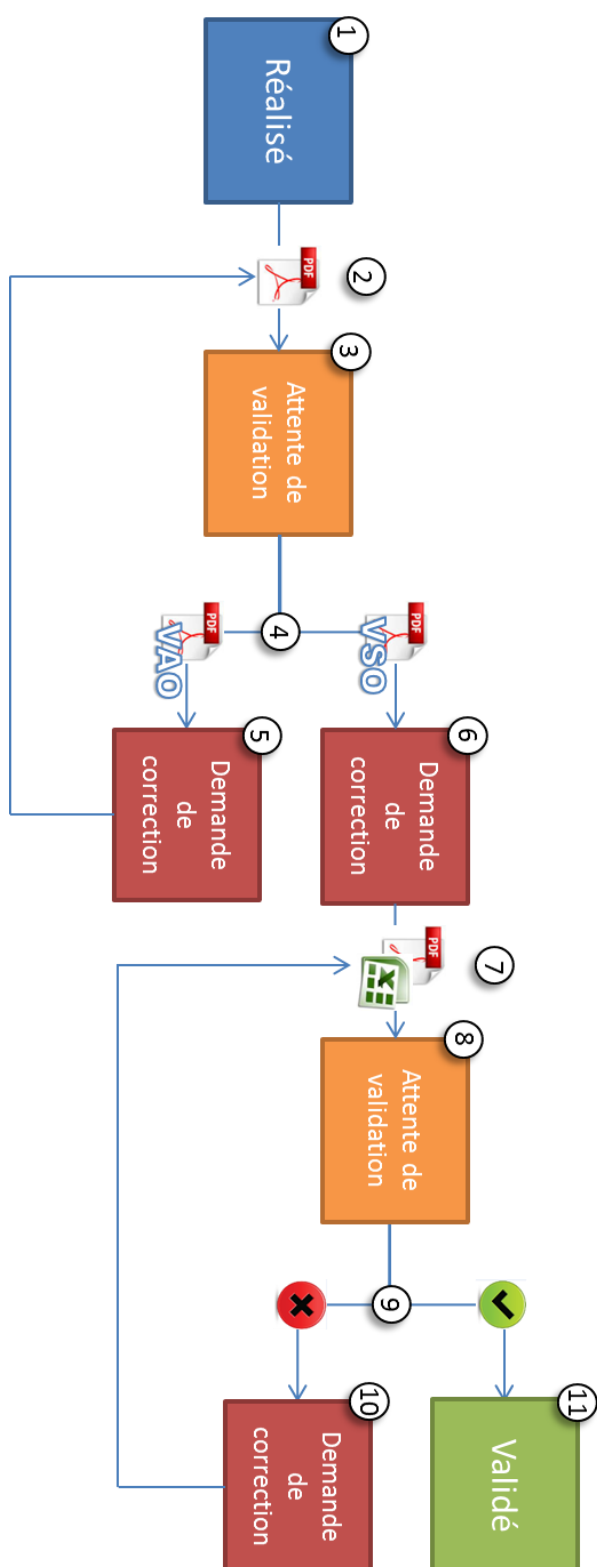 1
Réalisé
PDF
2
3
Attente de
validation
4
PDF
VSO
PDF
VAO
6
Demande
de
correction
5
Demande
de
correction
PDF
7
8
Attente de
validation
9
11
Validé
10
Demande
de
correction